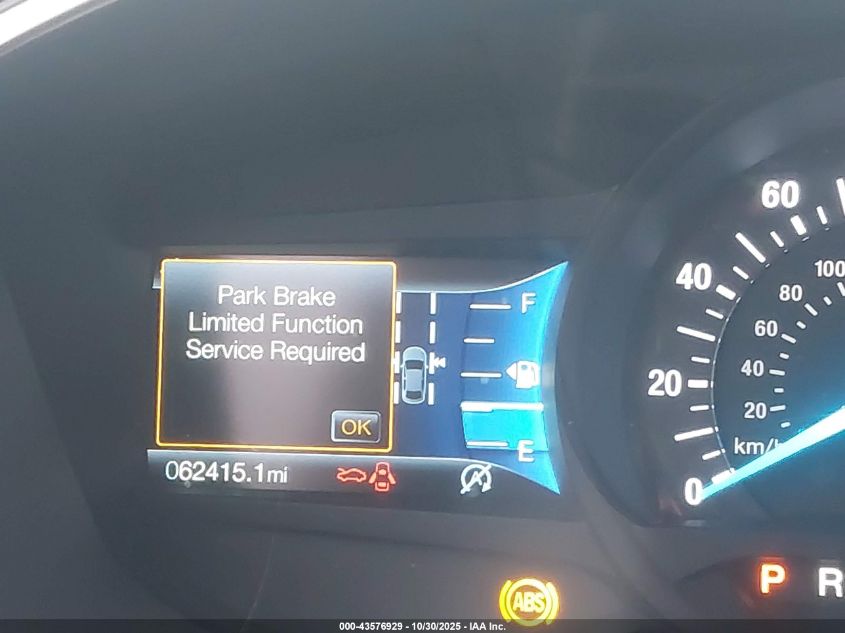 Park Brake
Limited Function
Service Required
OK
F
E
062415.1mi
60
40
20
0
100
80
60
40
20
km/
ABS
P R
000-43576929 - 10/30/2025 - IAA Inc.